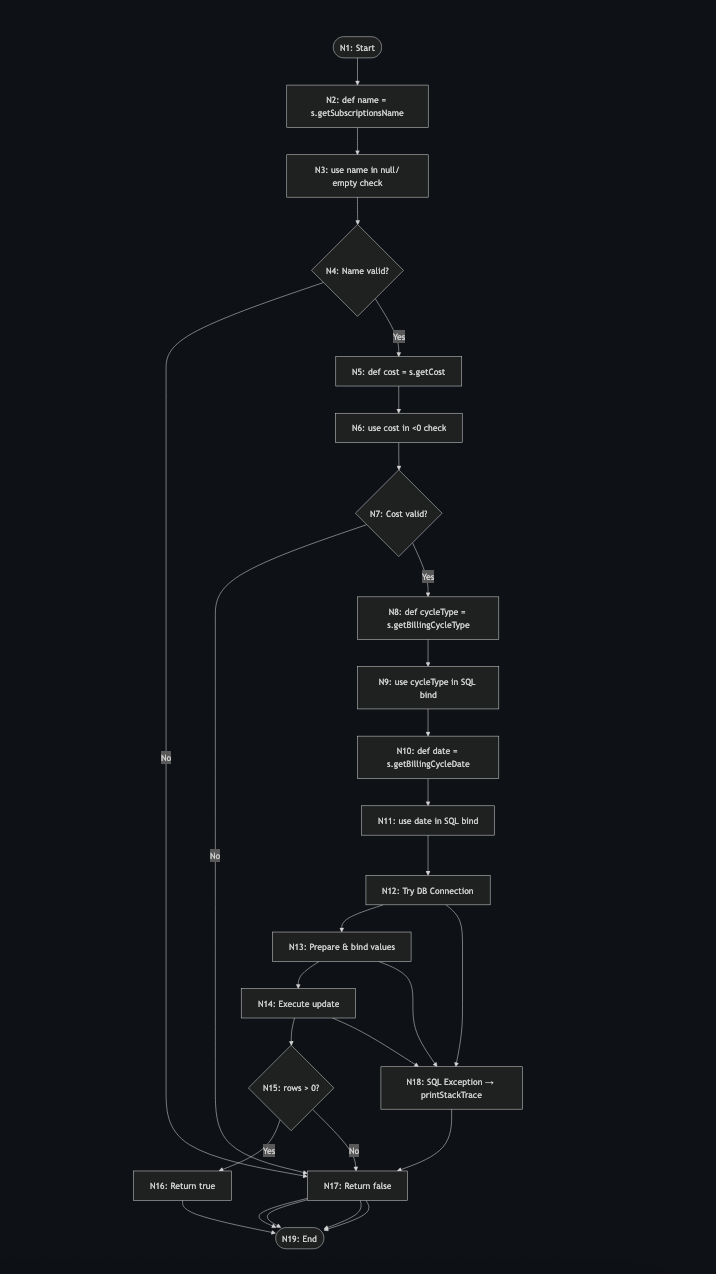 N1: Start
N2: def name =
s.getSubscriptionsName
N3: use name in null/
empty check
N4: Name valid?
Yes
N5: def cost = s.getCost
N6: use cost in <0 check
N7: Cost valid?
Yes
N8: def cycleType =
s.getBillingCycleType
N9: use cycleType in SQL
bind
N10: def date =
s.getBillingCycleDate
No
N11: use date in SQL bind
No
N12: Try DB Connection
N13: Prepare & bind values
N14: Execute update
N15: rows > 0?
N18: SQL Exception →
printStackTrace
Yes
No
N16: Return true
N17: Return false
N19: End